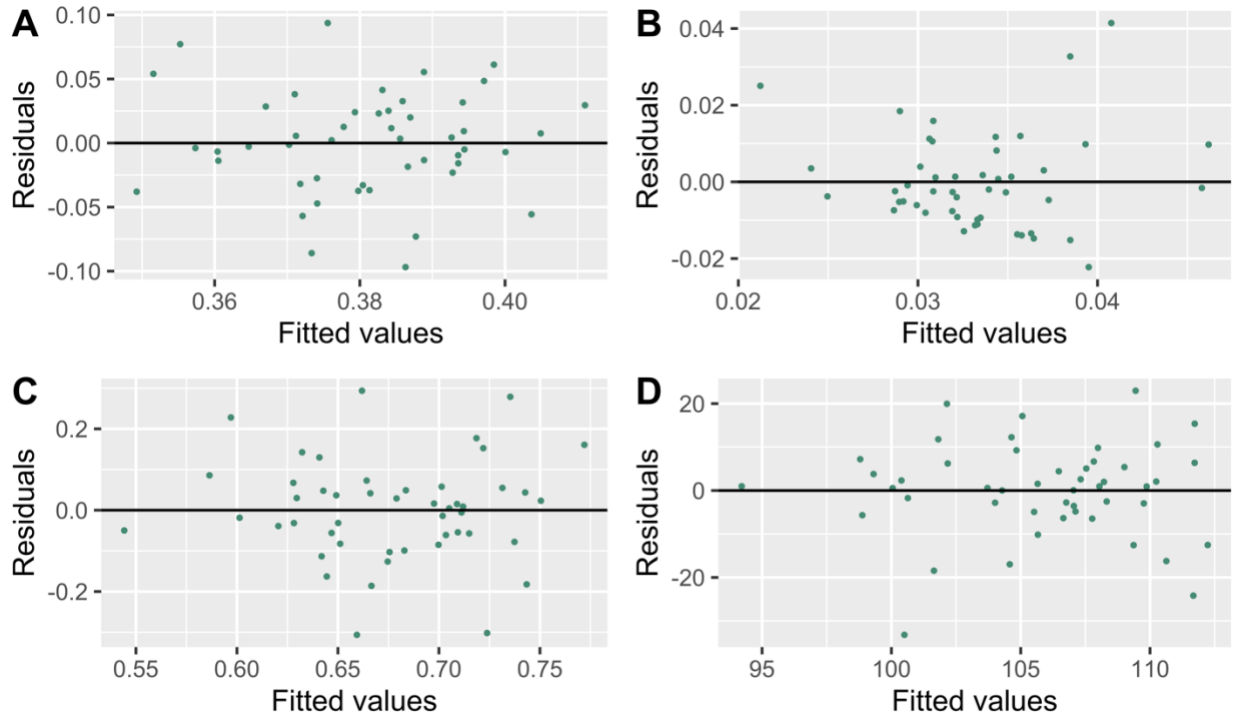 A
Residuals
0.10
0.05
0.00
-0.05
-0.10
0.36 0.38 0.40
Fitted values
B
Residuals
0.04
0.02
0.00
-0.02
0.02 0.03 0.04
Fitted values
C
Residuals
0.2
0.0
-0.2
0.55 0.60 0.65 0.70 0.75
Fitted values
D
Residuals
20
0
-20
95 100 105 110
Fitted values